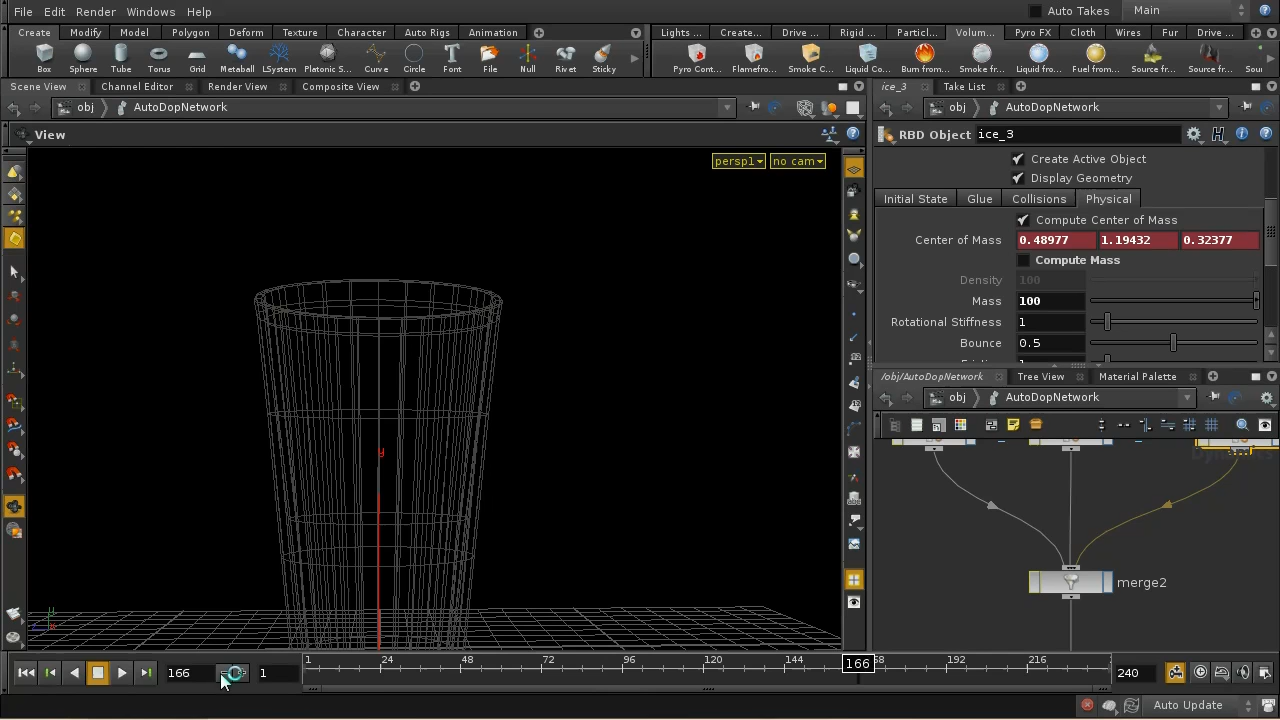 File Edit Render Windows Help
Auto Takes Main
Create Modify Model Polygon Deform Texture Character Auto Rigs Animation
Lights ... Create... Drive ... Rigid ... Particl... Volum... Pyro FX Cloth Wires Fur Drive ...
Box Sphere Tube Torus Grid Metaball LSystem Platonic S... Curve Circle Font File Null Rivet Sticky
Pyro Cont... Flamefro... Smoke C... Liquid Co... Burn from... Smoke fr... Liquid fro... Fuel from... Source fr... Source fr... Sou
Scene View Channel Editor Render View Composite View
ice_3 Take List
obj AutoDopNetwork
obj AutoDopNetwork
View
RBD Object ice_3
persp1 no cam
Create Active Object
Display Geometry
Initial State Glue Collisions Physical
Compute Center of Mass
Center of Mass 0.48977 1.19432 0.32377
Compute Mass
Density 100
Mass 100
Rotational Stiffness 1
Bounce 0.5
/obj/AutoDopNetwork Tree View Material Palette
obj AutoDopNetwork
y
merge2
166 1
1 24 48 72 96 120 144 166 68 192 216
240
Auto Update